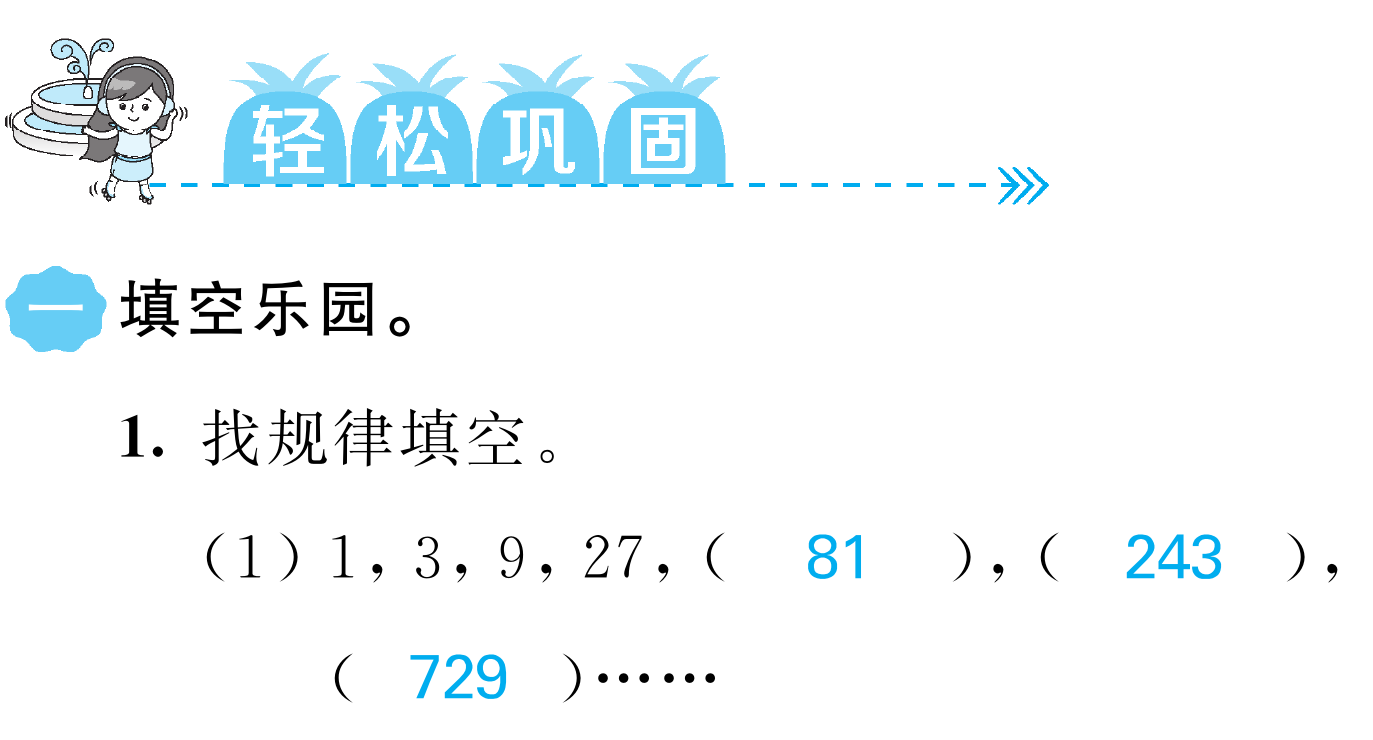 轻松巩固
一 填空乐园。
1. 找规律填空。
(1) 1, 3, 9, 27, ( 81 ), ( 243 ),
( 729 )……